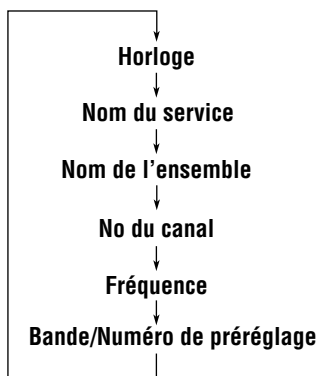 Horloge
Nom du service
Nom de l'ensemble
No du canal
Fréquence
Bande/Numéro de préréglage